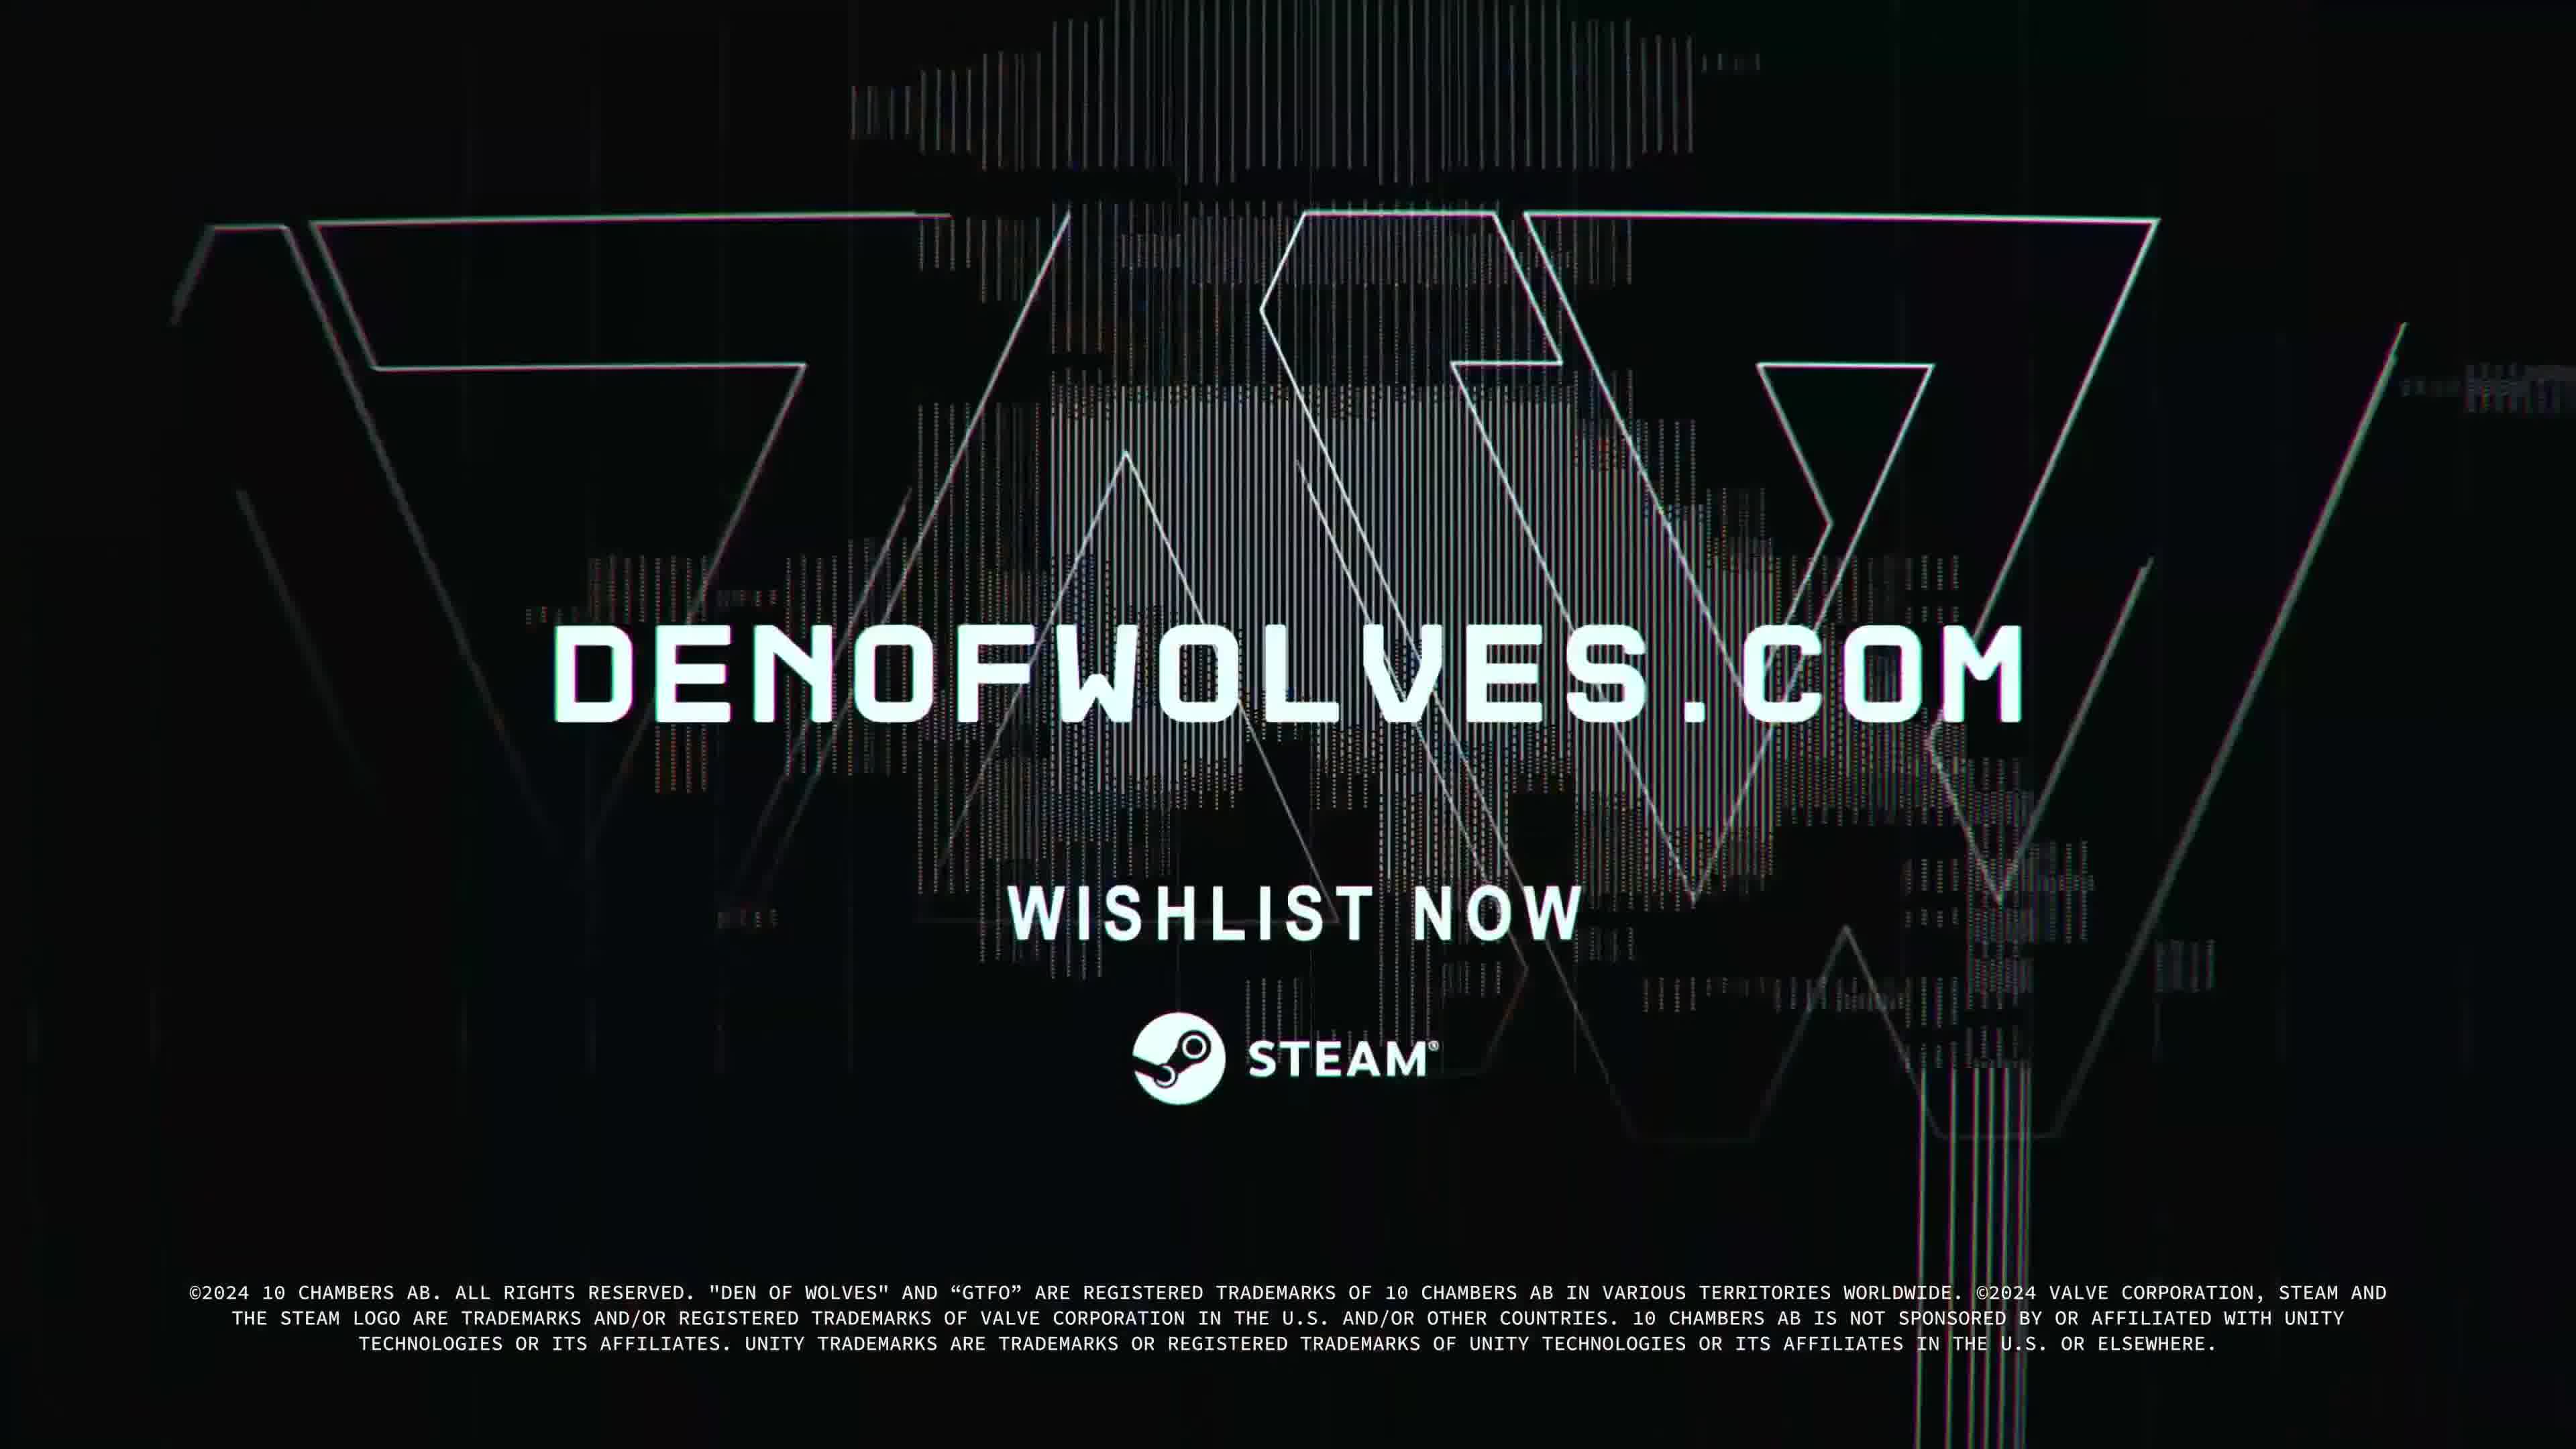 DENOFWOLVES.COM
WISHLIST NOW
STEAM®
©2024 10 CHAMBERS AB. ALL RIGHTS RESERVED. "DEN OF WOLVES" AND “GTFO” ARE REGISTERED TRADEMARKS OF 10 CHAMBERS AB IN VARIOUS TERRITORIES WORLDWIDE. ©2024 VALVE CORPORATION, STEAM AND
THE STEAM LOGO ARE TRADEMARKS AND/OR REGISTERED TRADEMARKS OF VALVE CORPORATION IN THE U.S. AND/OR OTHER COUNTRIES. 10 CHAMBERS AB IS NOT SPONSORED BY OR AFFILIATED WITH UNITY
TECHNOLOGIES OR ITS AFFILIATES. UNITY TRADEMARKS ARE TRADEMARKS OR REGISTERED TRADEMARKS OF UNITY TECHNOLOGIES OR ITS AFFILIATES IN THE U.S. OR ELSEWHERE.